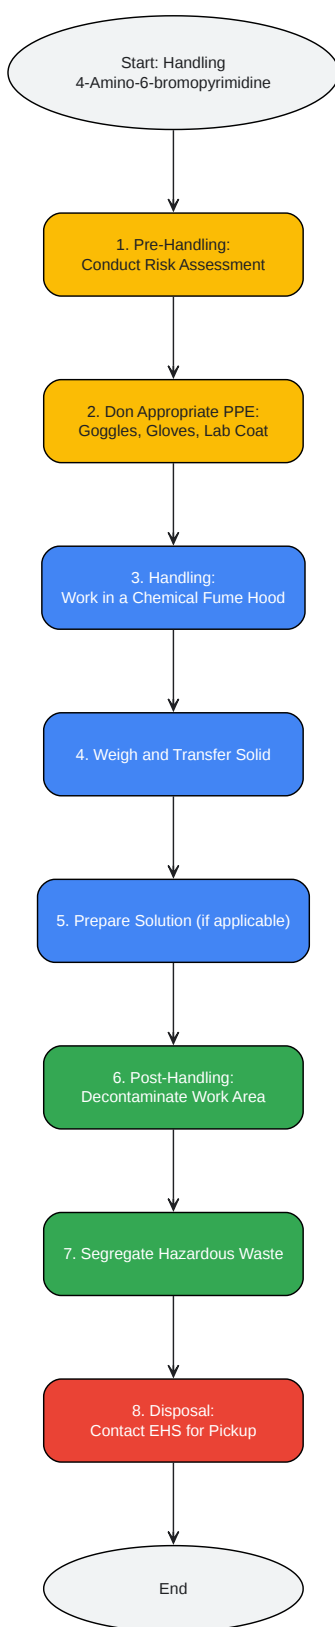 Start: Handling
4-Amino-6-bromopyrimidine
1. Pre-Handling:
Conduct Risk Assessment
2. Don Appropriate PPE:
Goggles, Gloves, Lab Coat
3. Handling:
Work in a Chemical Fume Hood
4. Weigh and Transfer Solid
5. Prepare Solution (if applicable)
6. Post-Handling:
Decontaminate Work Area
7. Segregate Hazardous Waste
8. Disposal:
Contact EHS for Pickup
End